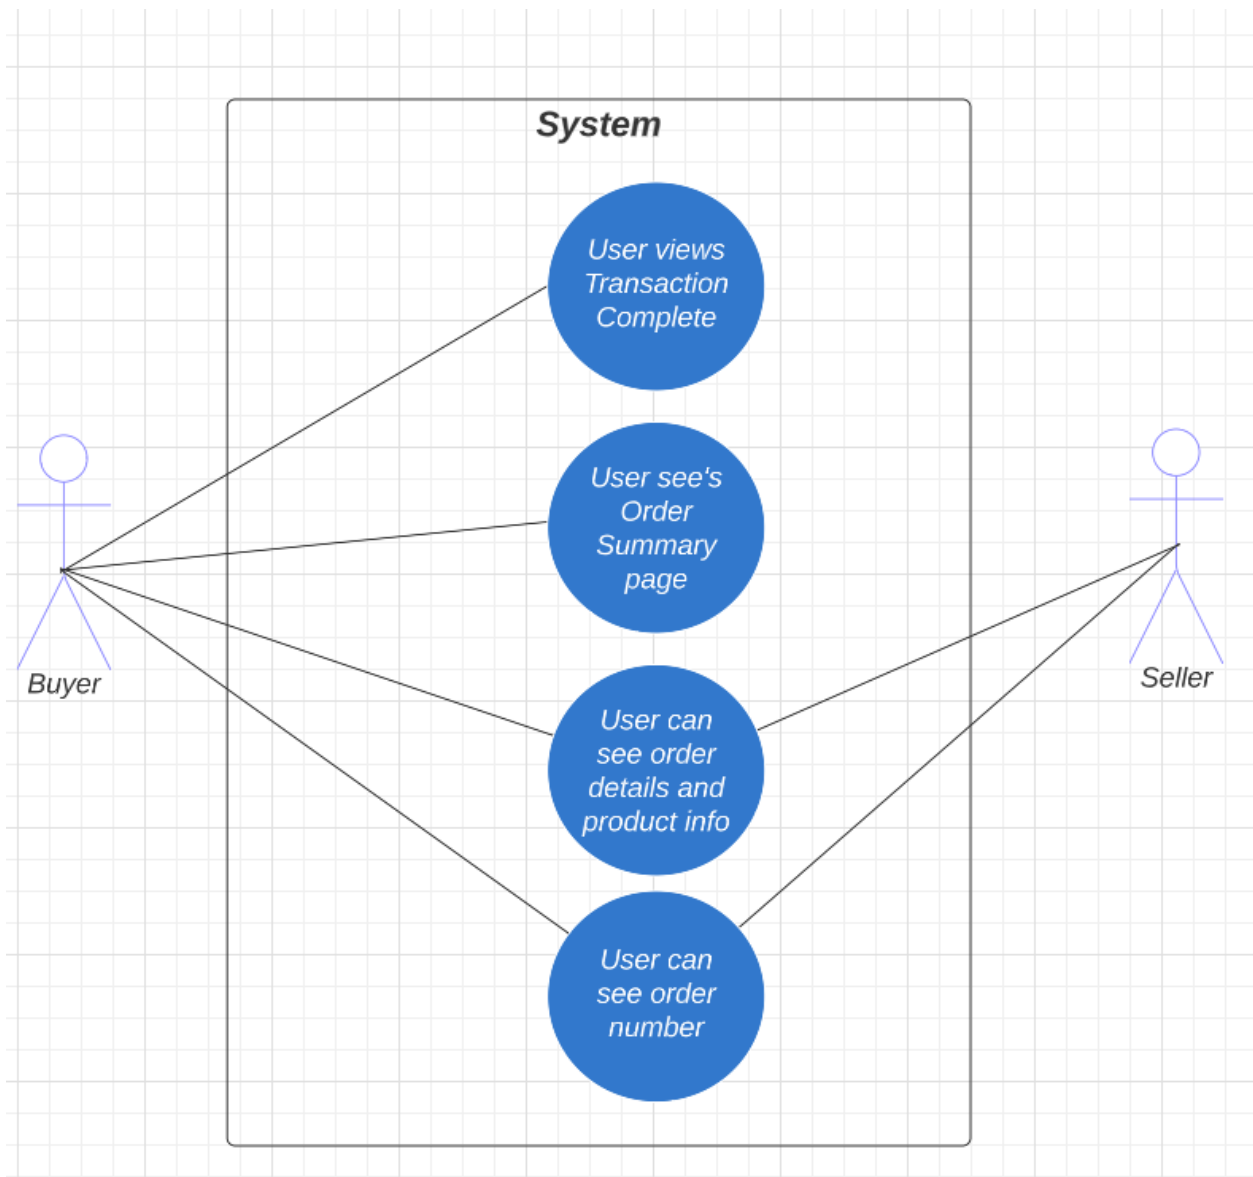 System
User views
Transaction
Complete
User see's
Order
Summary
page
User can
see order
details and
product info
User can
see order
number
Buyer
Seller